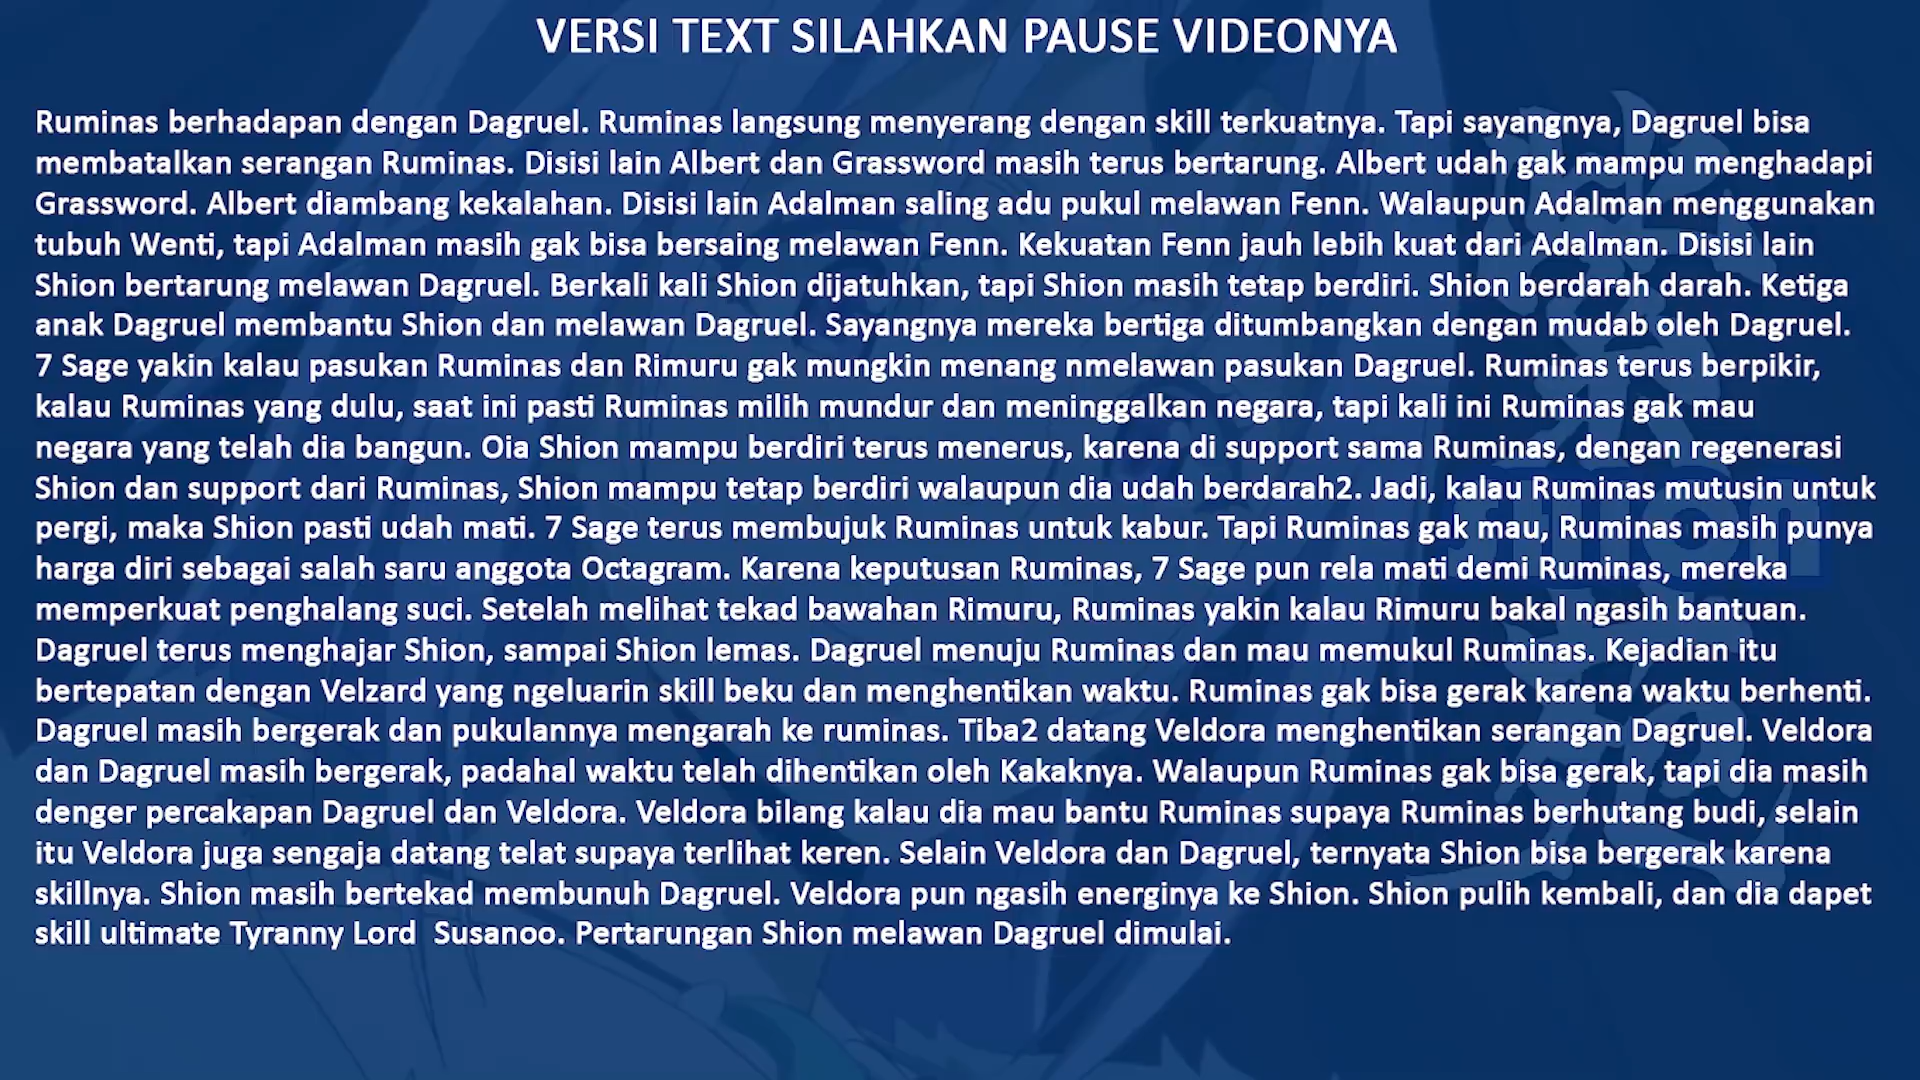 VERSI TEXT SILAHKAN PAUSE VIDEONYA
Ruminas berhadapan dengan Dagruel. Ruminas langsung menyerang dengan skill terkuatnya. Tapi sayangnya, Dagruel bisa
membatalkan serangan Ruminas. Disisi lain Albert dan Grassword masih terus bertarung. Albert udah gak mampu menghadapi
Grassword. Albert diambang kekalahan. Disisi lain Adalman saling adu pukul melawan Fenn. Walaupun Adalman menggunakan
tubuh Wenti, tapi Adalman masih gak bisa bersaing melawan Fenn. Kekuatan Fenn jauh lebih kuat dari Adalman. Disisi lain
Shion bertarung melawan Dagruel. Berkali kali Shion dijatuhkan, tapi Shion masih tetap berdiri. Shion berdarah darah. Ketiga
anak Dagruel membantu Shion dan melawan Dagruel. Sayangnya mereka bertiga ditumbangkan dengan mudab oleh Dagruel.
7 Sage yakin kalau pasukan Ruminas dan Rimuru gak mungkin menang nmelawan pasukan Dagruel. Ruminas terus berpikir,
kalau Ruminas yang dulu, saat ini pasti Ruminas milih mundur dan meninggalkan negara, tapi kali ini Ruminas gak mau
negara yang telah dia bangun. Oia Shion mampu berdiri terus menerus, karena di support sama Ruminas, dengan regenerasi
Shion dan support dari Ruminas, Shion mampu tetap berdiri walaupun dia udah berdarah2. Jadi, kalau Ruminas mutusin untuk
pergi, maka Shion pasti udah mati. 7 Sage terus membujuk Ruminas untuk kabur. Tapi Ruminas gak mau, Ruminas masih punya
harga diri sebagai salah saru anggota Octagram. Karena keputusan Ruminas, 7 Sage pun rela mati demi Ruminas, mereka
memperkuat penghalang suci. Setelah melihat tekad bawahan Rimuru, Ruminas yakin kalau Rimuru bakal ngasih bantuan.
Dagruel terus menghajar Shion, sampai Shion lemas. Dagruel menuju Ruminas dan mau memukul Ruminas. Kejadian itu
bertepatan dengan Velzard yang ngeluarin skill beku dan menghentikan waktu. Ruminas gak bisa gerak karena waktu berhenti.
Dagruel masih bergerak dan pukulannya mengarah ke ruminas. Tiba2 datang Veldora menghentikan serangan Dagruel. Veldora
dan Dagruel masih bergerak, padahal waktu telah dihentikan oleh Kakaknya. Walaupun Ruminas gak bisa gerak, tapi dia masih
denger percakapan Dagruel dan Veldora. Veldora bilang kalau dia mau bantu Ruminas supaya Ruminas berhutang budi, selain
itu Veldora juga sengaja datang telat supaya terlihat keren. Selain Veldora dan Dagruel, ternyata Shion bisa bergerak karena
skillnya. Shion masih bertekad membunuh Dagruel. Veldora pun ngasih energinya ke Shion. Shion pulih kembali, dan dia dapet
skill ultimate Tyranny Lord  Susanoo. Pertarungan Shion melawan Dagruel dimulai.